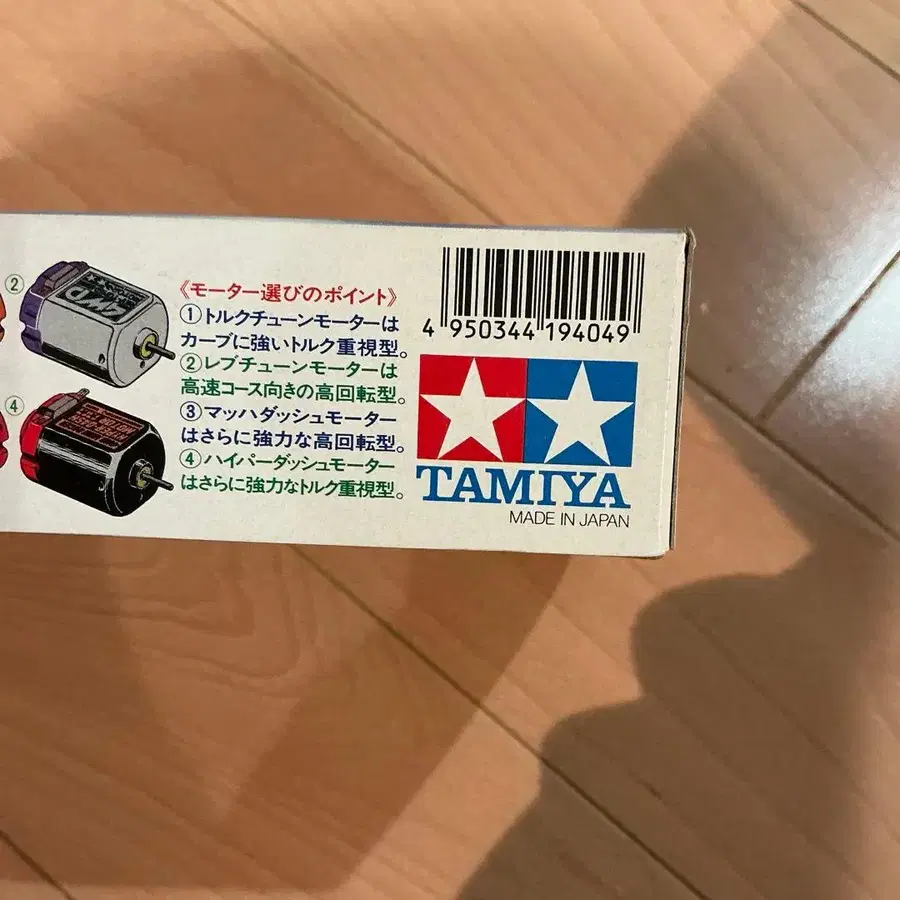 ②
④
《モーター選びのポイント》
①トルクチューンモーターは
カーブに強いトルク重視型。
②レブチューンモーターは
高速コース向きの高回転型。
③マッハダッシュモーター
はさらに強力な高回転型。
④ハイパーダッシュモーター
はさらに強力なトルク重視型。
4 950344 194049
TAMIYA
MADE IN JAPAN